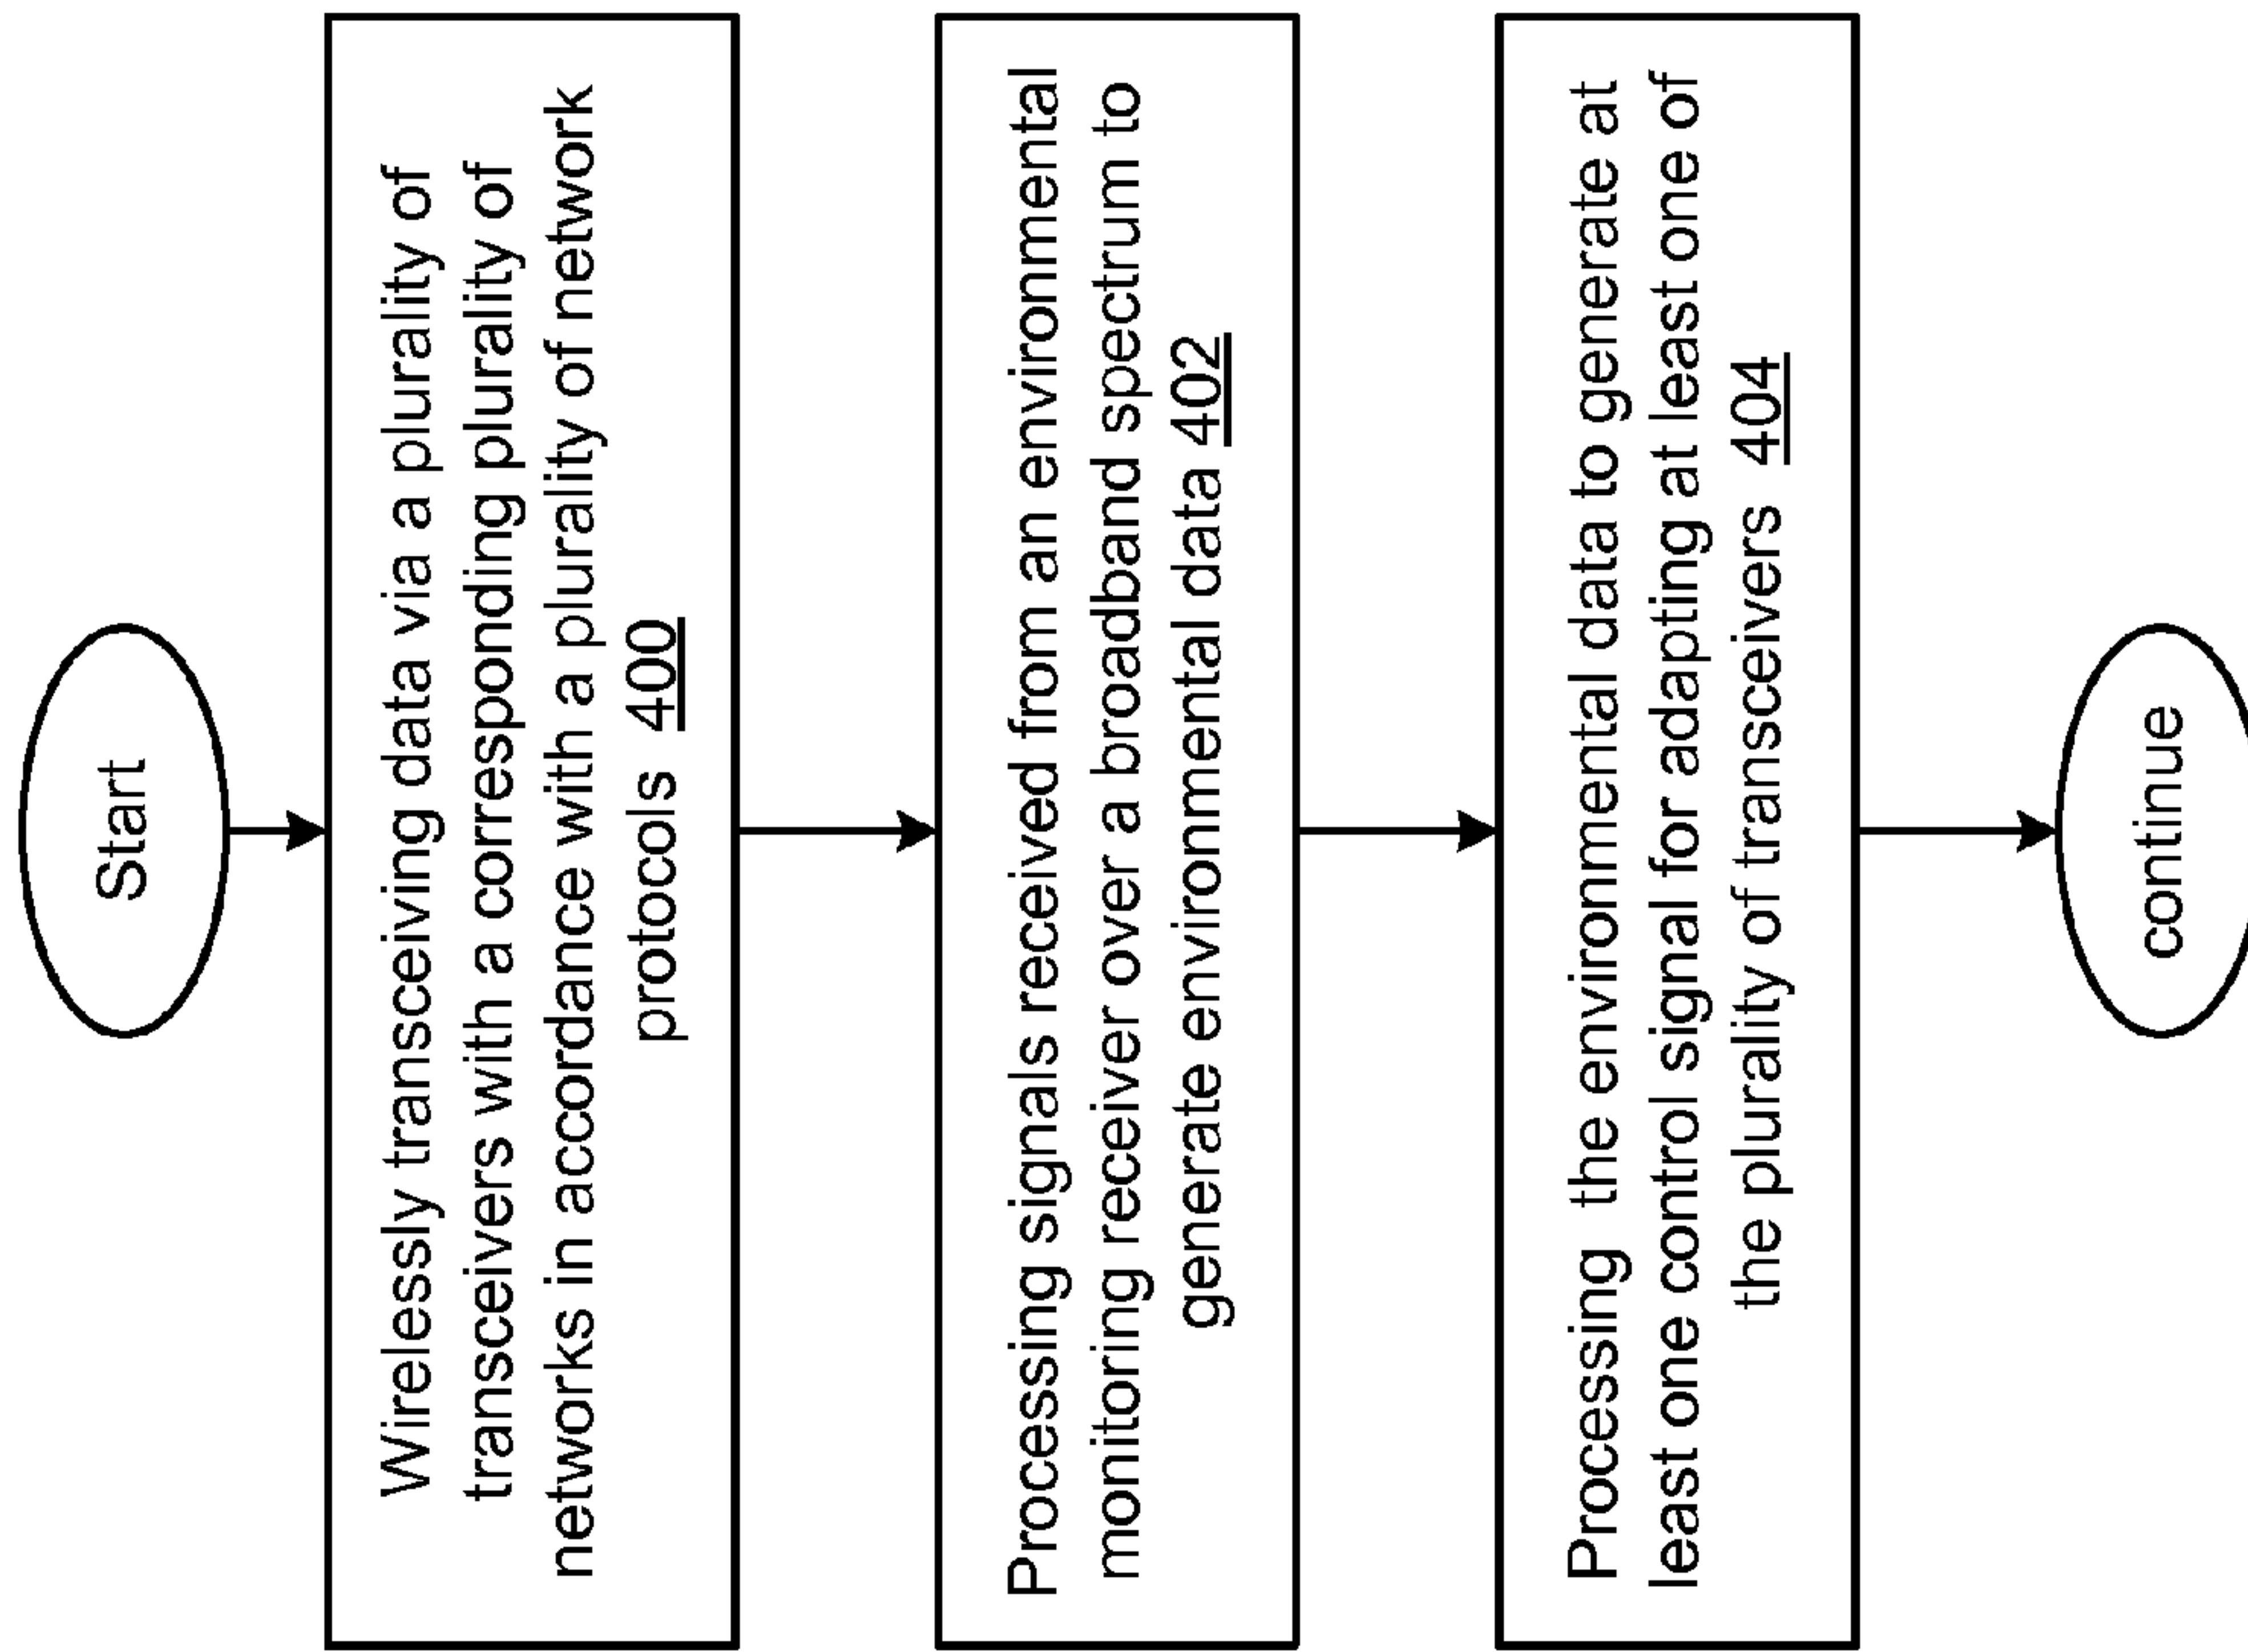 Start
Wirelessly transceiving data via a plurality of
transceivers with a corresponding plurality of
networks in accordance with a plurality of network
protocols 400
Processing signals received from an environmental
monitoring receiver over a broadband spectrum to
generate environmental data 402
Processing the environmental data to generate at
least one control signal for adapting at least one of
the plurality of transceivers 404
continue